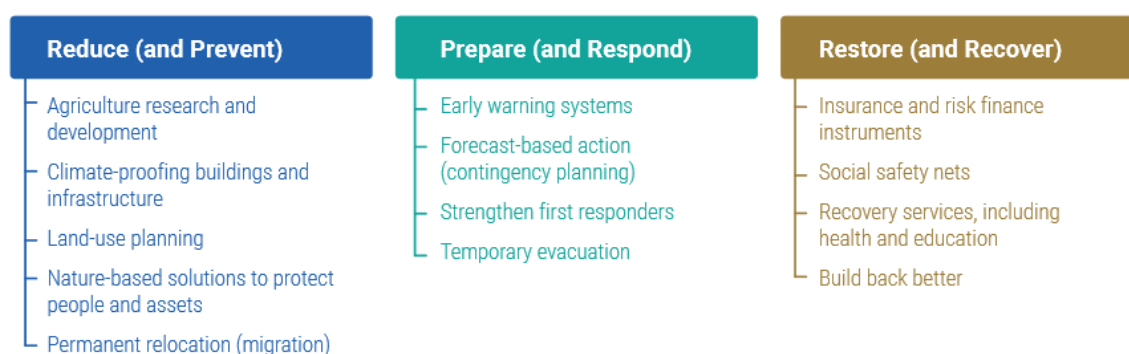 Reduce (and Prevent)
Agriculture research and
development
Climate-proofing buildings and
infrastructure
Land-use planning
Nature-based solutions to protect
people and assets
Permanent relocation (migration)
Prepare (and Respond)
Early warning systems
Forecast-based action
(contingency planning)
Strengthen first responders
Temporary evacuation
Restore (and Recover)
Insurance and risk finance
instruments
Social safety nets
Recovery services, including
health and education
Build back better